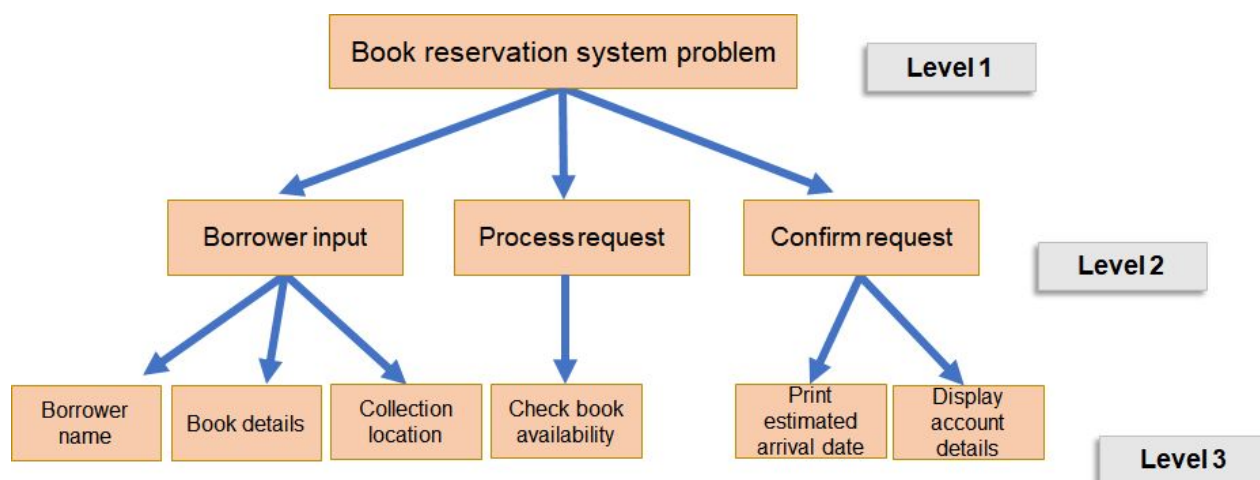 Book reservation system problem
Level 1
Borrower input
Process request
Confirm request
Level 2
Borrower
name
Book details
Collection
location
Check book
availability
Print
estimated
arrival date
Display
account
details
Level 3